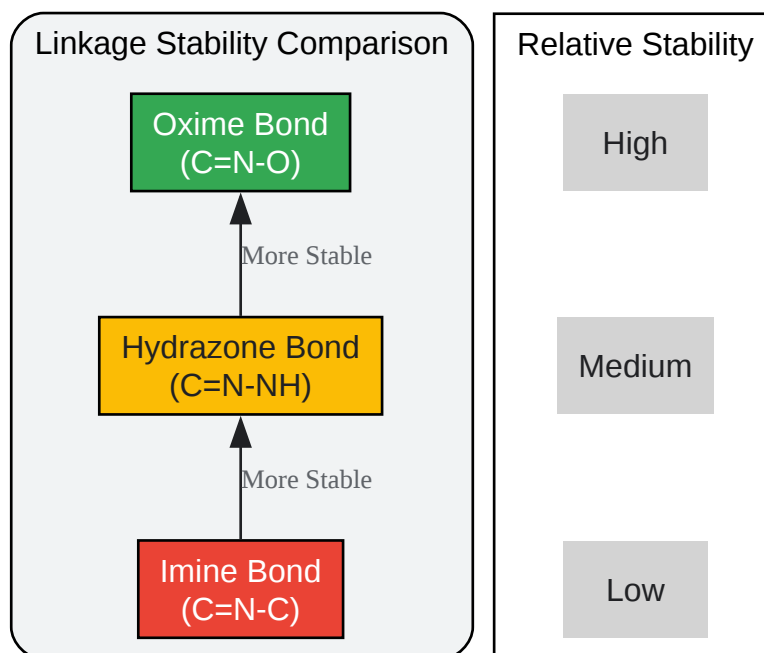 Linkage Stability Comparison
Oxime Bond
(C=N-O)
More Stable
Hydrazone Bond
(C=N-NH)
More Stable
Imine Bond
(C=N-C)
Relative Stability
High
Medium
Low